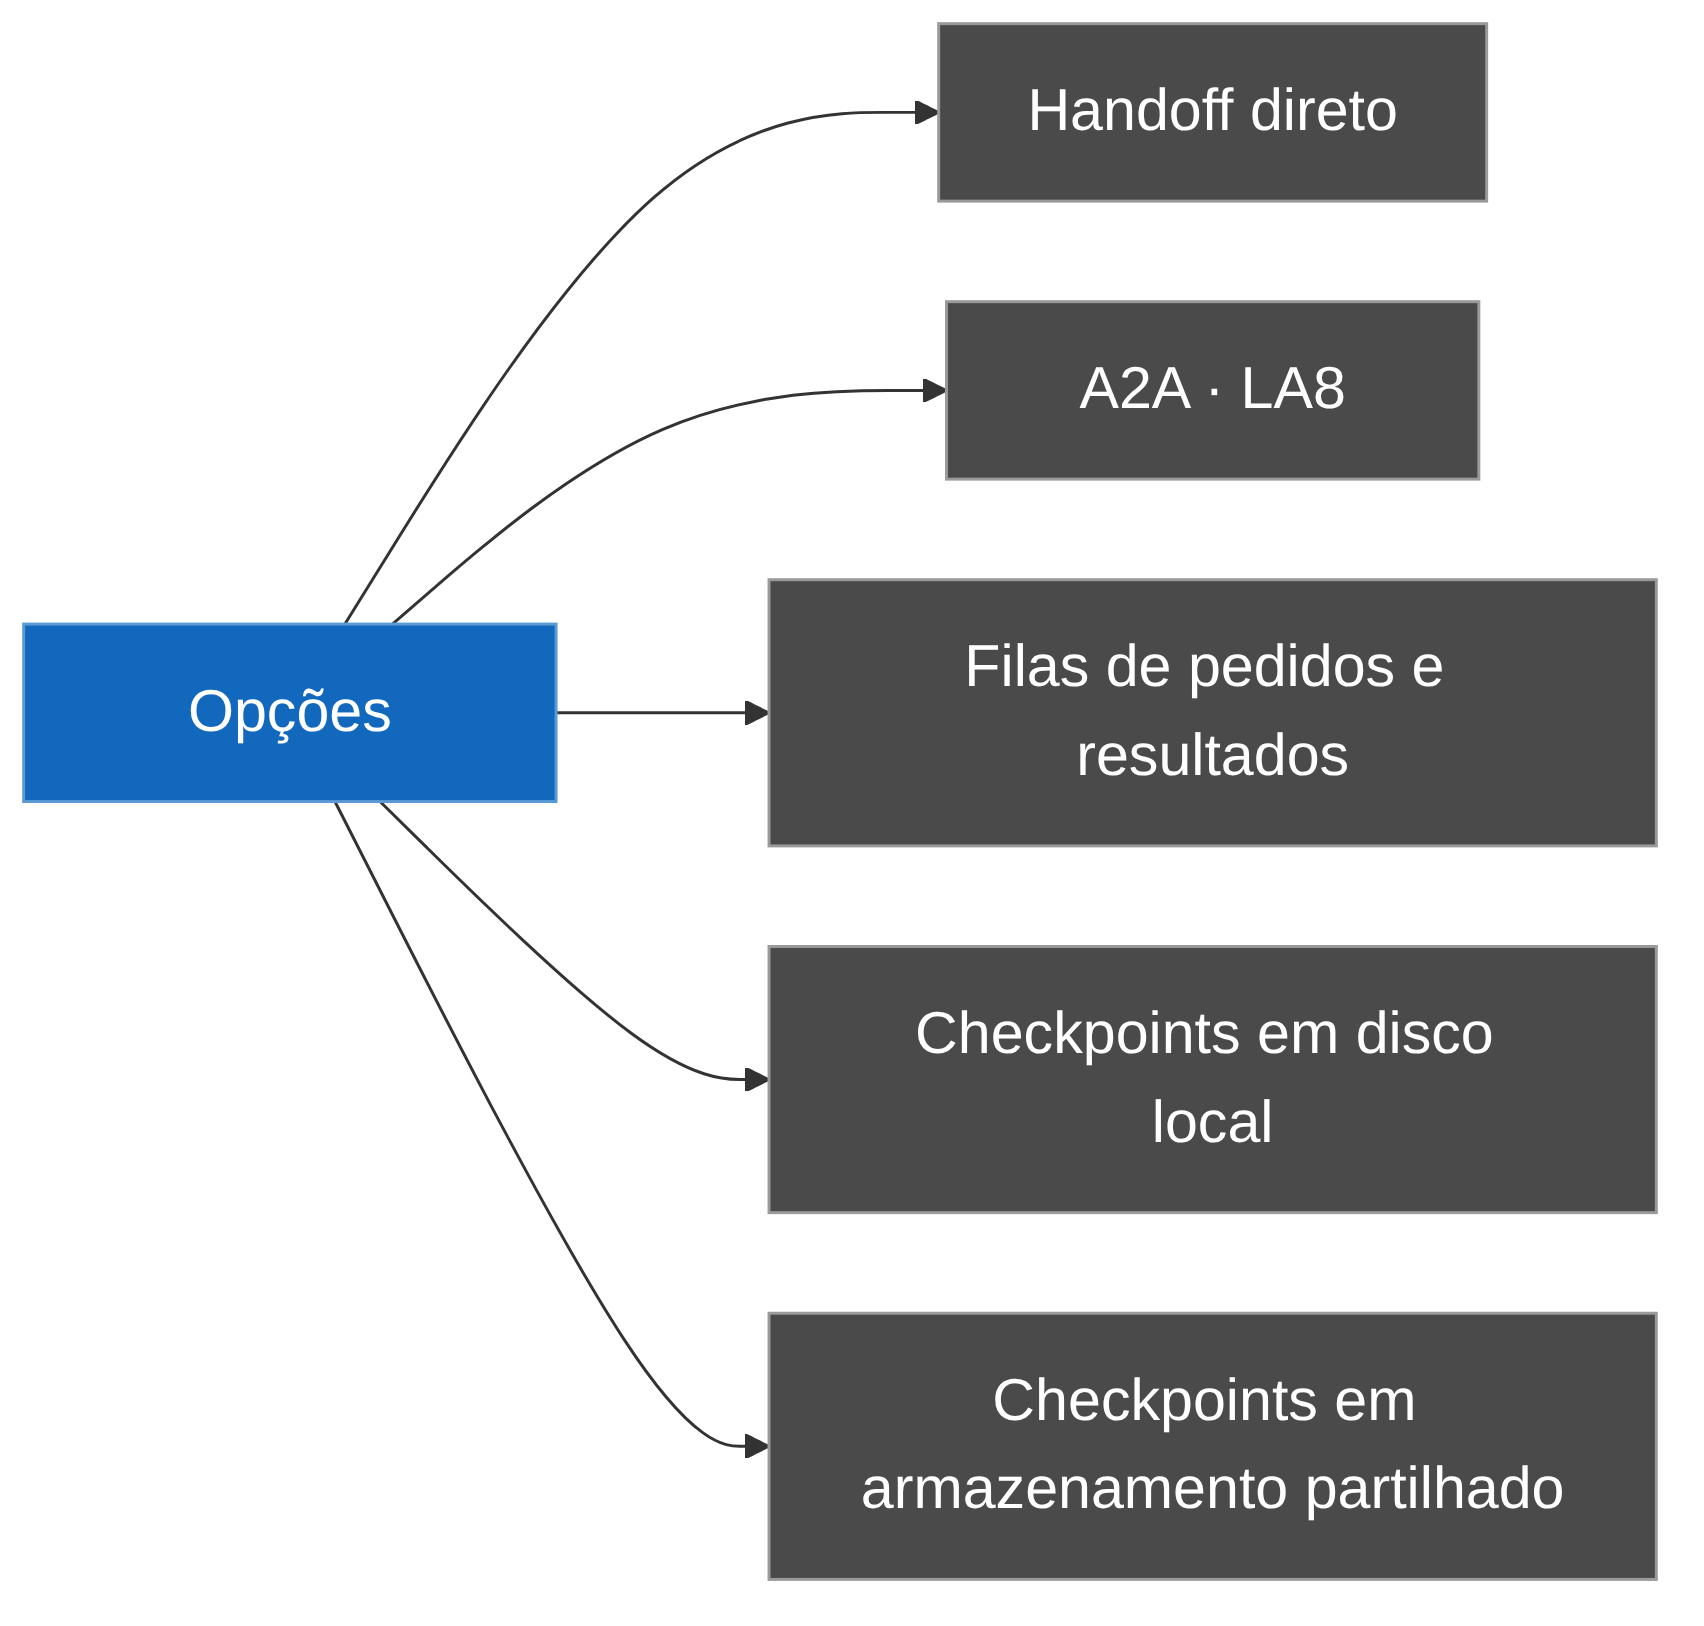 Handoff direto
A2A · LA8
Opções
Filas de pedidos e
resultados
Checkpoints em disco
local
Checkpoints em
armazenamento partilhado